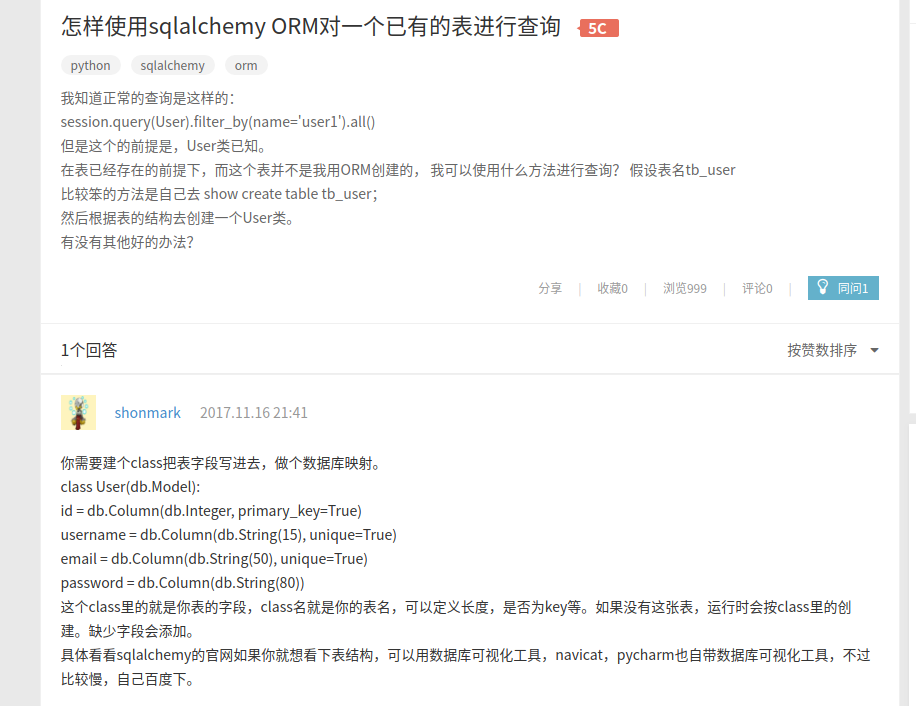 怎样使用sqlalchemy ORM对一个已有的表进行查询 5C
python sqlalchemy orm
我知道正常的查询是这样的：
session.query(User).filter_by(name='user1').all()
但是这个的前提是，User类已知。
在表已经存在的前提下，而这个表并不是我用ORM创建的， 我可以使用什么方法进行查询？ 假设表名tb_user
比较笨的方法是自己去 show create table tb_user；
然后根据表的结构去创建一个User类。
有没有其他好的办法？
分享 | 收藏0 | 浏览999 | 评论0 | 同问1
1个回答 按赞数排序
shonmark 2017.11.16 21:41
你需要建个class把表字段写进去，做个数据库映射。
class User(db.Model):
id = db.Column(db.Integer, primary_key=True)
username = db.Column(db.String(15), unique=True)
email = db.Column(db.String(50), unique=True)
password = db.Column(db.String(80))
这个class里的就是你表的字段，class名就是你的表名，可以定义长度，是否为key等。如果没有这张表，运行时会按class里的创
建。缺少字段会添加。
具体看看sqlalchemy的官网如果你就想看下表结构，可以用数据库可视化工具，navicat，pycharm也自带数据库可视化工具，不过
比较慢，自己百度下。